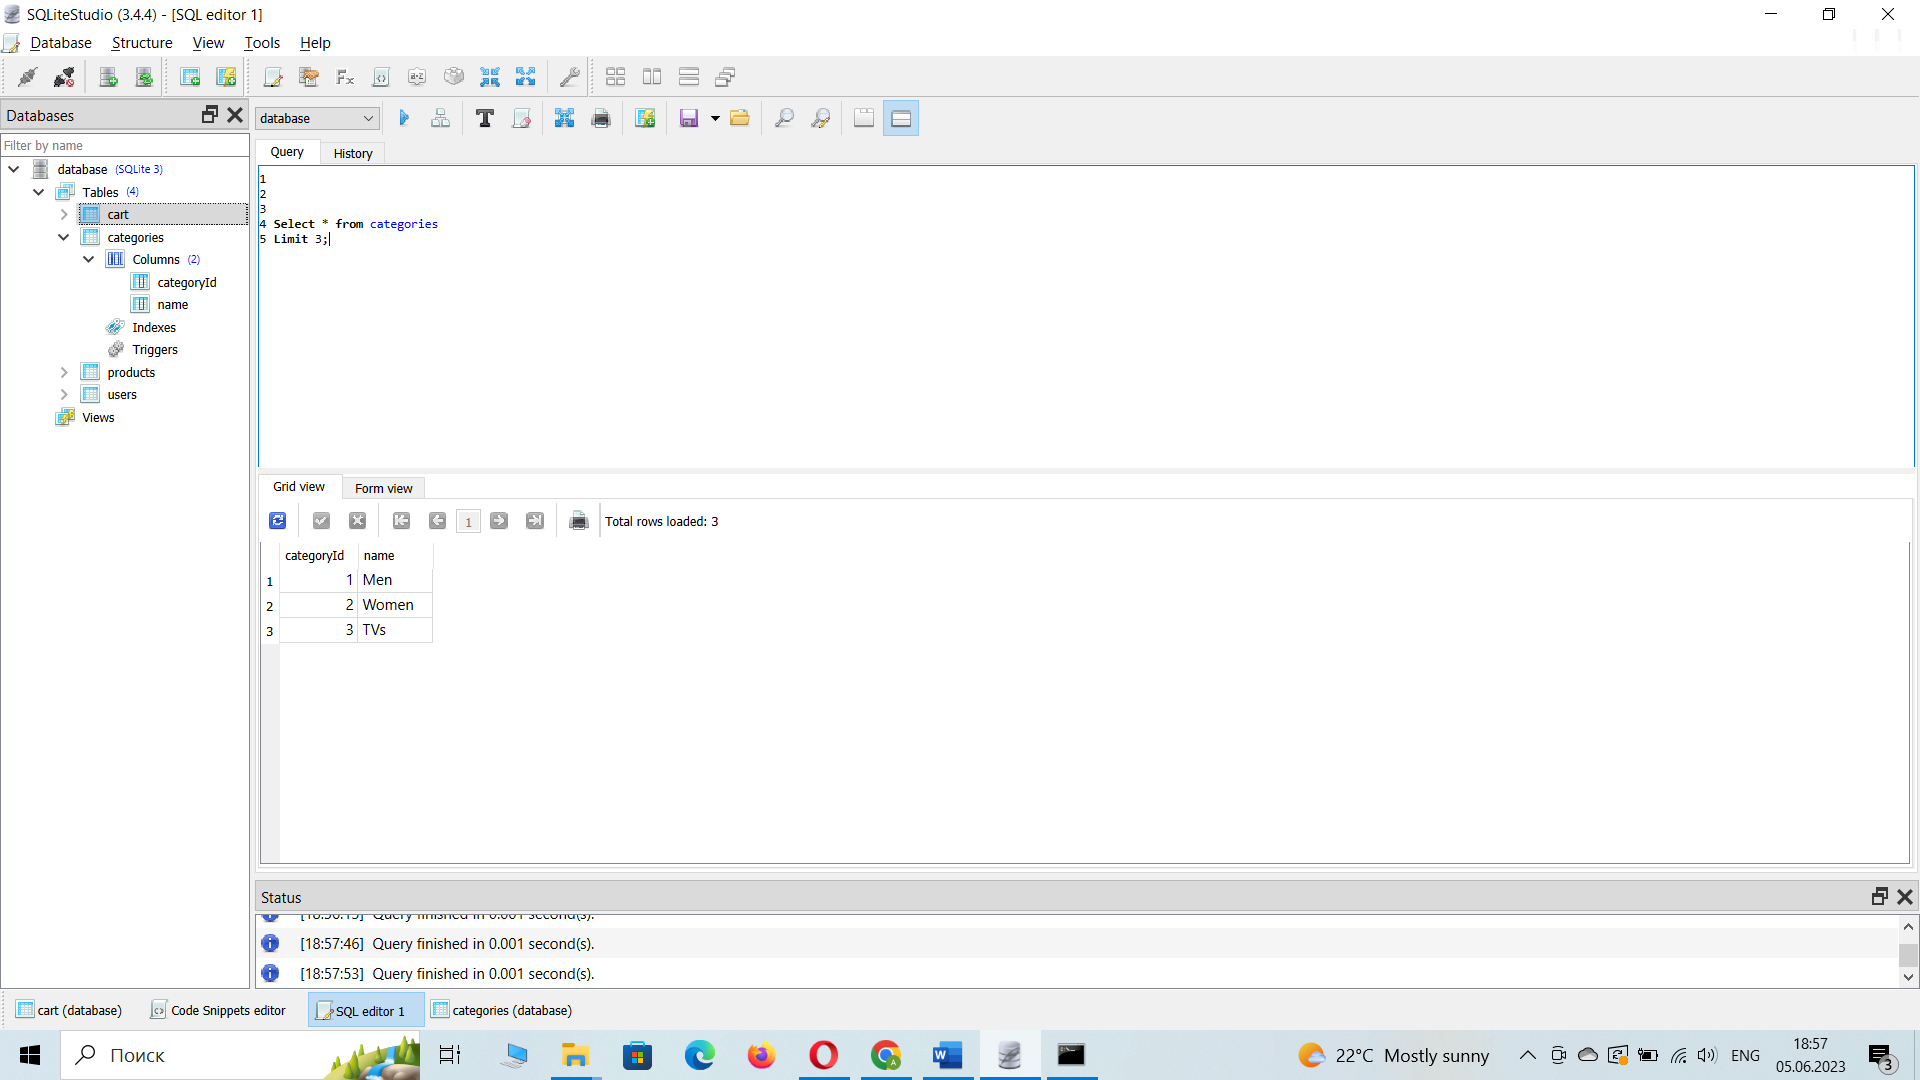 SQLiteStudio (3.4.4) - [SQL editor 1]
Database Structure View Tools Help
Databases
Filter by name
database (SQLite 3)
Tables (4)
cart
categories
Columns (2)
categoryId
name
Indexes
Triggers
products
users
Views
database
Query History
1
2
3
4 Select * from categories
5 Limit 3;
Grid view Form view
1 Total rows loaded: 3
categoryId name
1 1 Men
2 2 Women
3 3 TVs
Status
Query finished in 0.001 second(s).
[18:57:46] Query finished in 0.001 second(s).
[18:57:53] Query finished in 0.001 second(s).
cart (database) Code Snippets editor SQL editor 1 categories (database)
Поиск
22°C Mostly sunny
ENG
18:57
05.06.2023
3